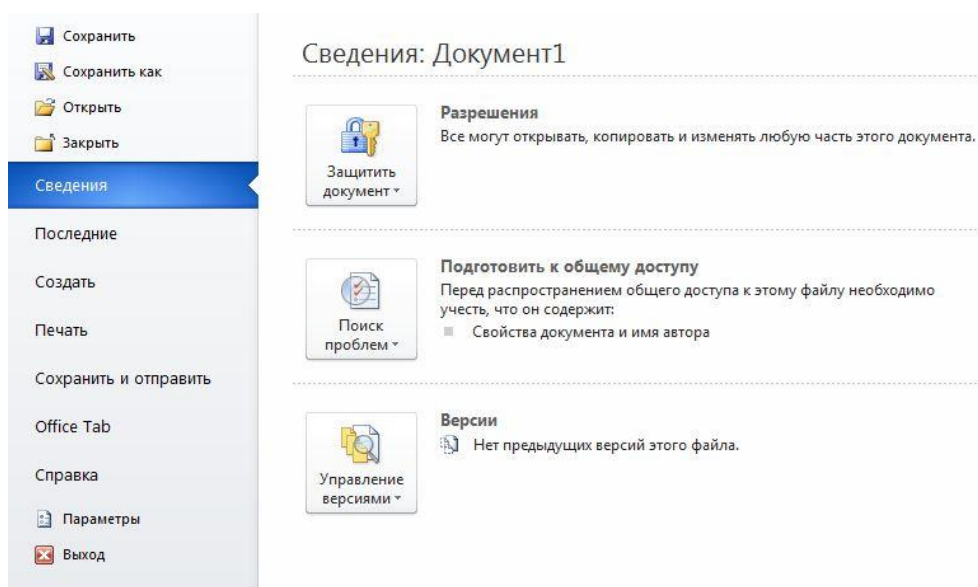 Сохранить
Сохранить как
Открыть
Закрыть
Сведения
Последние
Создать
Печать
Сохранить и отправить
Office Tab
Справка
Параметры
Выход
Сведения: Документ1
Защитить
документ
Разрешения
Все могут открывать, копировать и изменять любую часть этого документа.
Поиск
проблем
Подготовить к общему доступу
Перед распространением общего доступа к этому файлу необходимо
учесть, что он содержит:
Свойства документа и имя автора
Управление
версиями
Версии
Нет предыдущих версий этого файла.